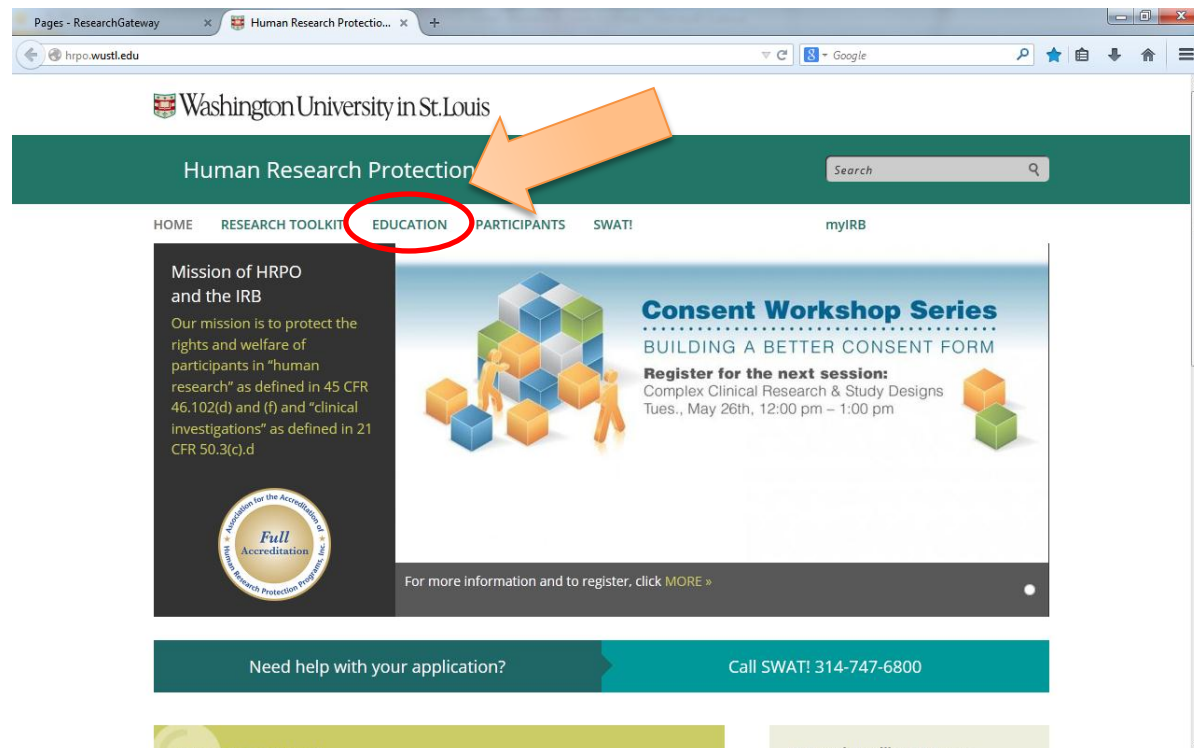 Pages - ResearchGateway
Human Research Protectio...
hrpo.wustl.edu
Google
Washington University in St. Louis
Human Research Protection
Search
HOME RESEARCH TOOLKIT EDUCATION PARTICIPANTS SWAT! myIRB
Mission of HRPO
and the IRB
Our mission is to protect the
rights and welfare of
participants in "human
research" as defined in 45 CFR
46.102(d) and (f) and "clinical
investigations" as defined in 21
CFR 50.3(c).d
Association for the Accreditation of
Human Research Protection Programs, Inc.
Full
Accreditation
Consent Workshop Series
BUILDING A BETTER CONSENT FORM
Register for the next session:
Complex Clinical Research & Study Designs
Tues., May 26th, 12:00 pm – 1:00 pm
For more information and to register, click MORE »
Need help with your application?
Call SWAT! 314-747-6800